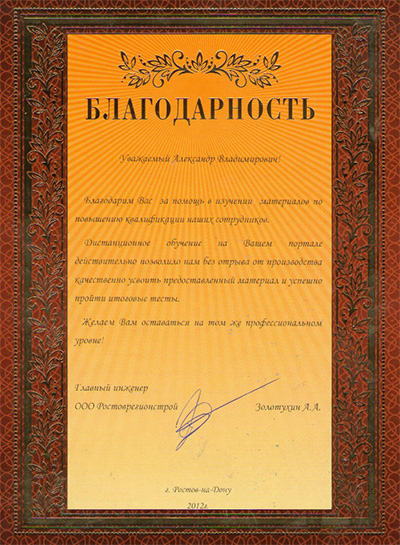 БЛАГОДАРНОСТЬ
Уважаемый Александр Владимирович!
Благодарим Вас за помощь в изучении материалов по
повышению квалификации наших сотрудников.
Дистанционное обучение на Вашем портале
действительно позволило нам без отрыва от производства
качественно усвоить предоставленный материал и успешно
пройти итоговые тесты.
Желаем Вам оставаться на том же профессиональном
уровне!
Главный инженер
ООО Ростоврегионстрой Золотухин А.А.
г. Ростов-на-Дону
2012г.